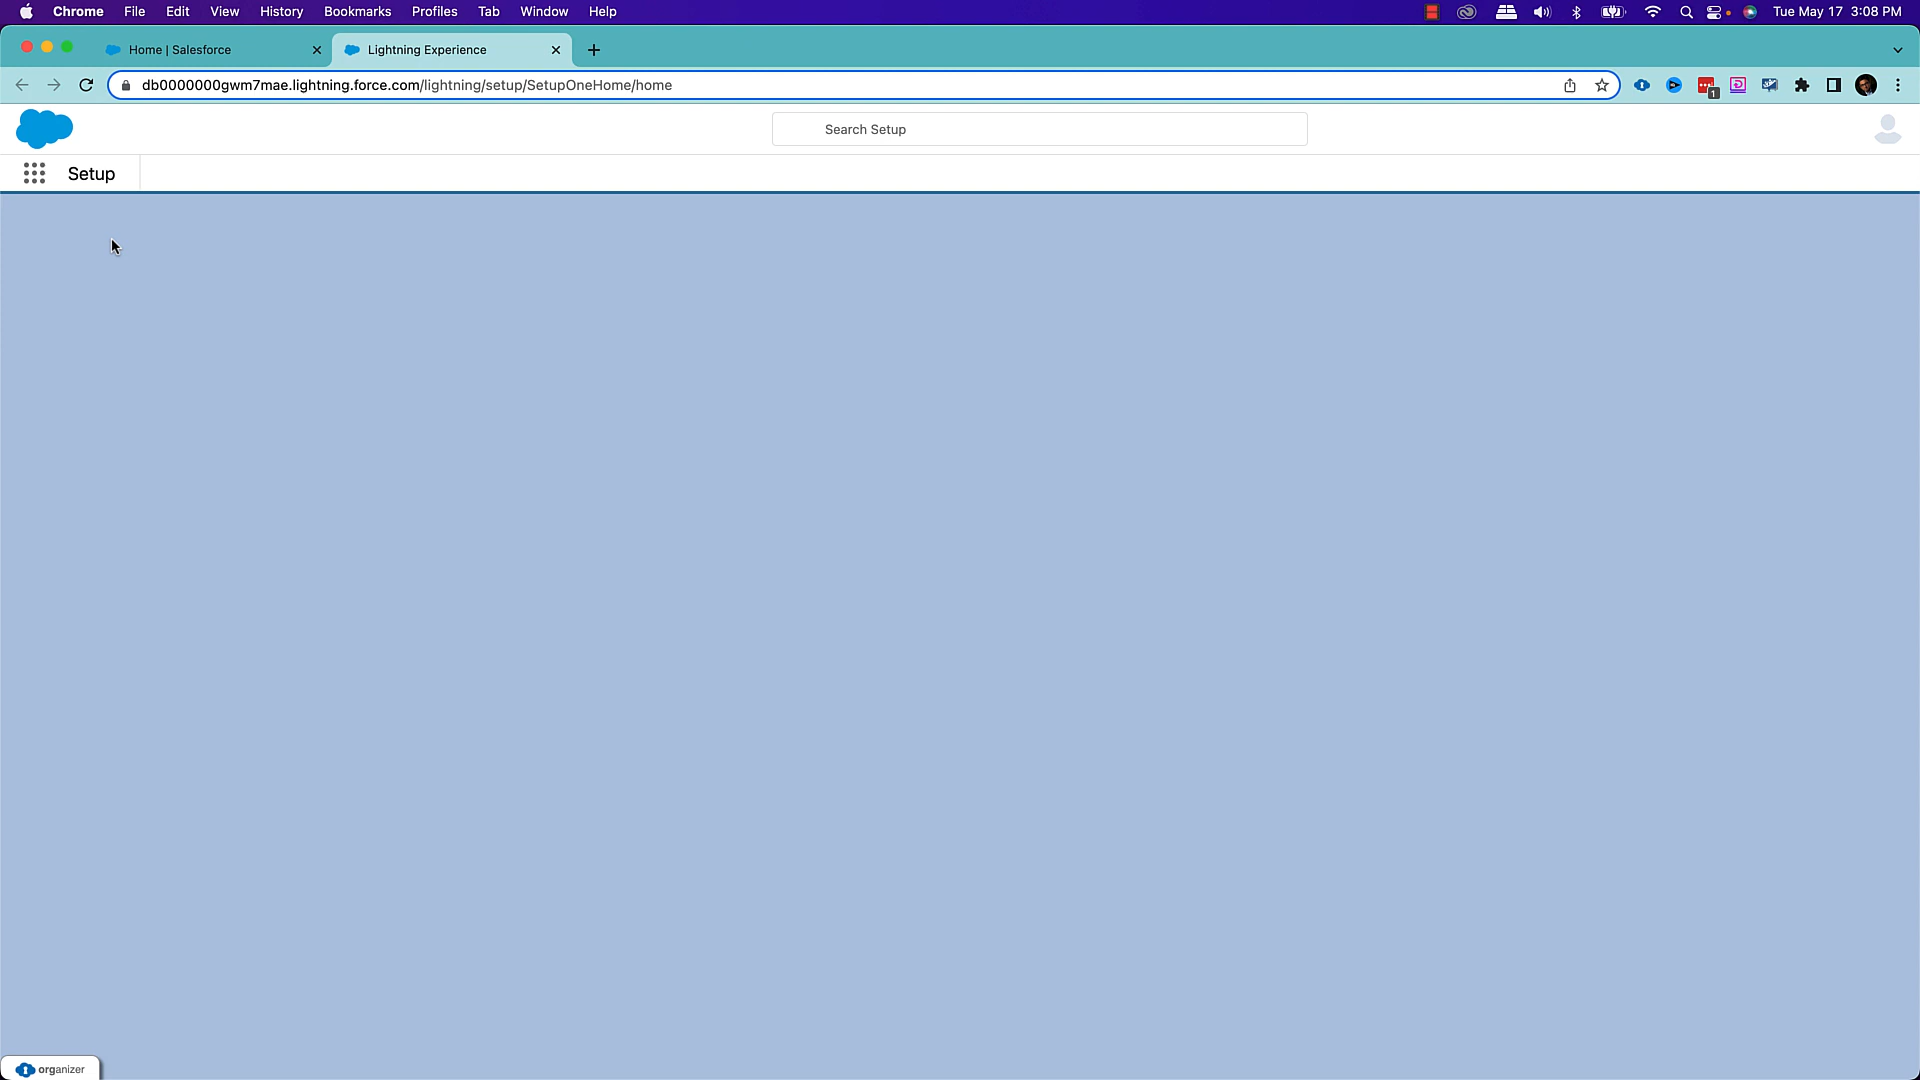 Chrome File Edit View History Bookmarks Profiles Tab Window Help Tue May 17 3:08 PM
Home | Salesforce Lightning Experience
db0000000gwm7mae.lightning.force.com/lightning/setup/SetupOneHome/home 1
Search Setup
Setup
organizer